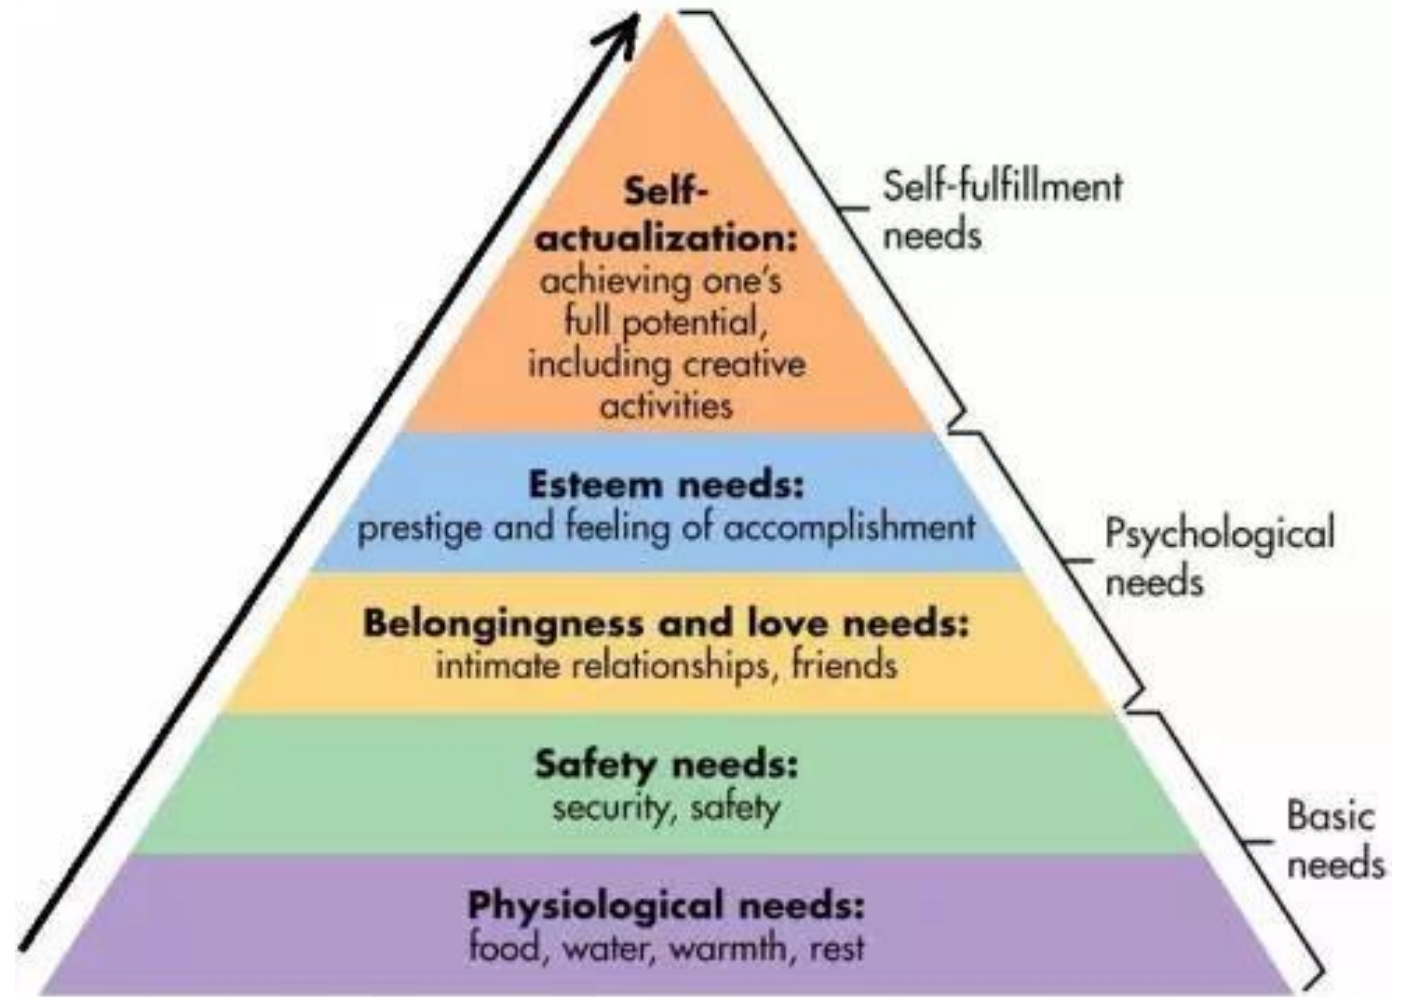 Self-
actualization:
achieving one's
full potential,
including creative
activities
Self-fulfillment
needs
Esteem needs:
prestige and feeling of accomplishment
Psychological
needs
Belongingness and love needs:
intimate relationships, friends
Safety needs:
security, safety
Basic
needs
Physiological needs:
food, water, warmth, rest